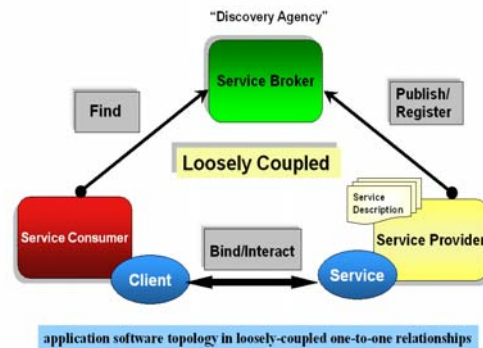 “Discovery Agency”
Service Broker
Find
Publish/
Register
Loosely Coupled
Service
Description
Service Consumer
Service Provider
Bind/Interact
Client
Service
application software topology in loosely-coupled one-to-one relationships